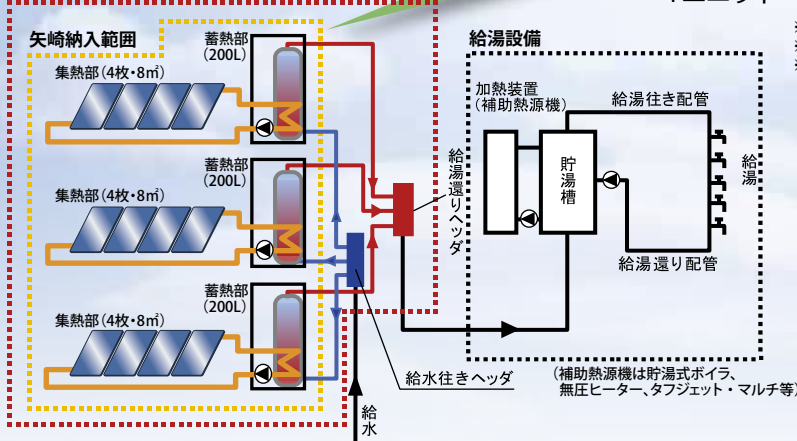 矢崎納入範囲
蓄熱部
(200L)
集熱部(4枚・8㎡)
蓄熱部
(200L)
集熱部(4枚・8㎡)
蓄熱部
(200L)
集熱部(4枚・8㎡)
給湯還りヘッダ
給水往きヘッダ
給水
給湯設備
加熱装置
(補助熱源機)
給湯往き配管
貯湯槽
給湯
給湯還り配管
(補助熱源機は貯湯式ボイラ、
無圧ヒーター、タフジェット・マルチ等)